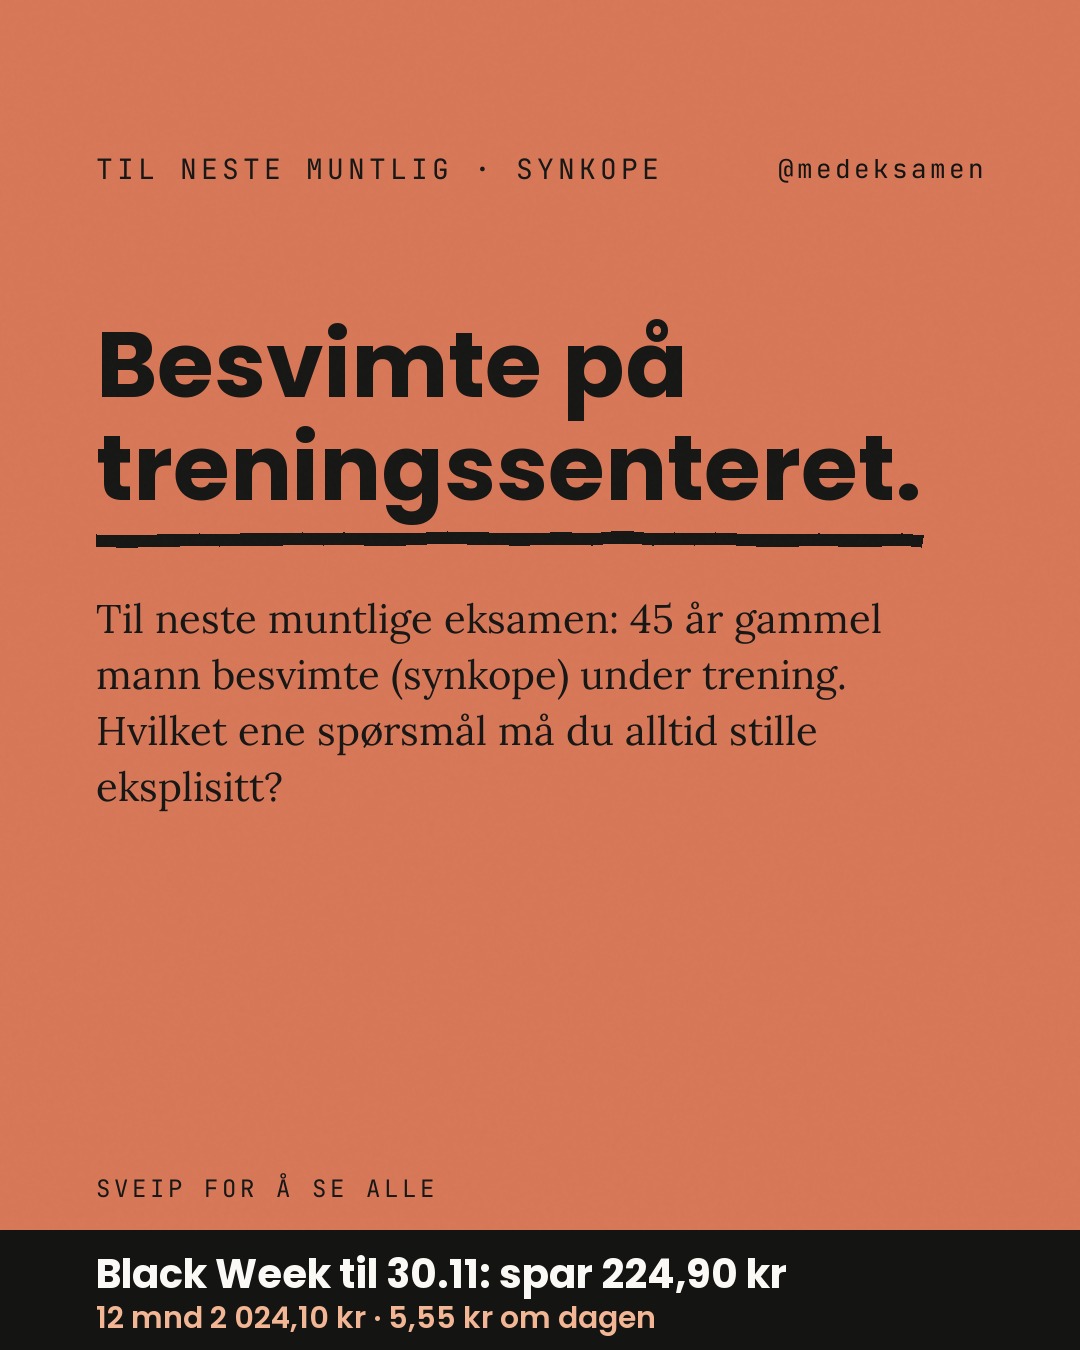 TIL NESTE MUNTLIG · SYNKOPE
@medeksamen
Besvimte på
treningssenteret.
Til neste muntlige eksamen: 45 år gammel
mann besvimte (synkope) under trening.
Hvilket ene spørsmål må du alltid stille
eksplisitt?
SVEIP FOR Å SE ALLE
Black Week til 30.11: spar 224,90 kr
12 mnd 2 024,10 kr · 5,55 kr om dagen